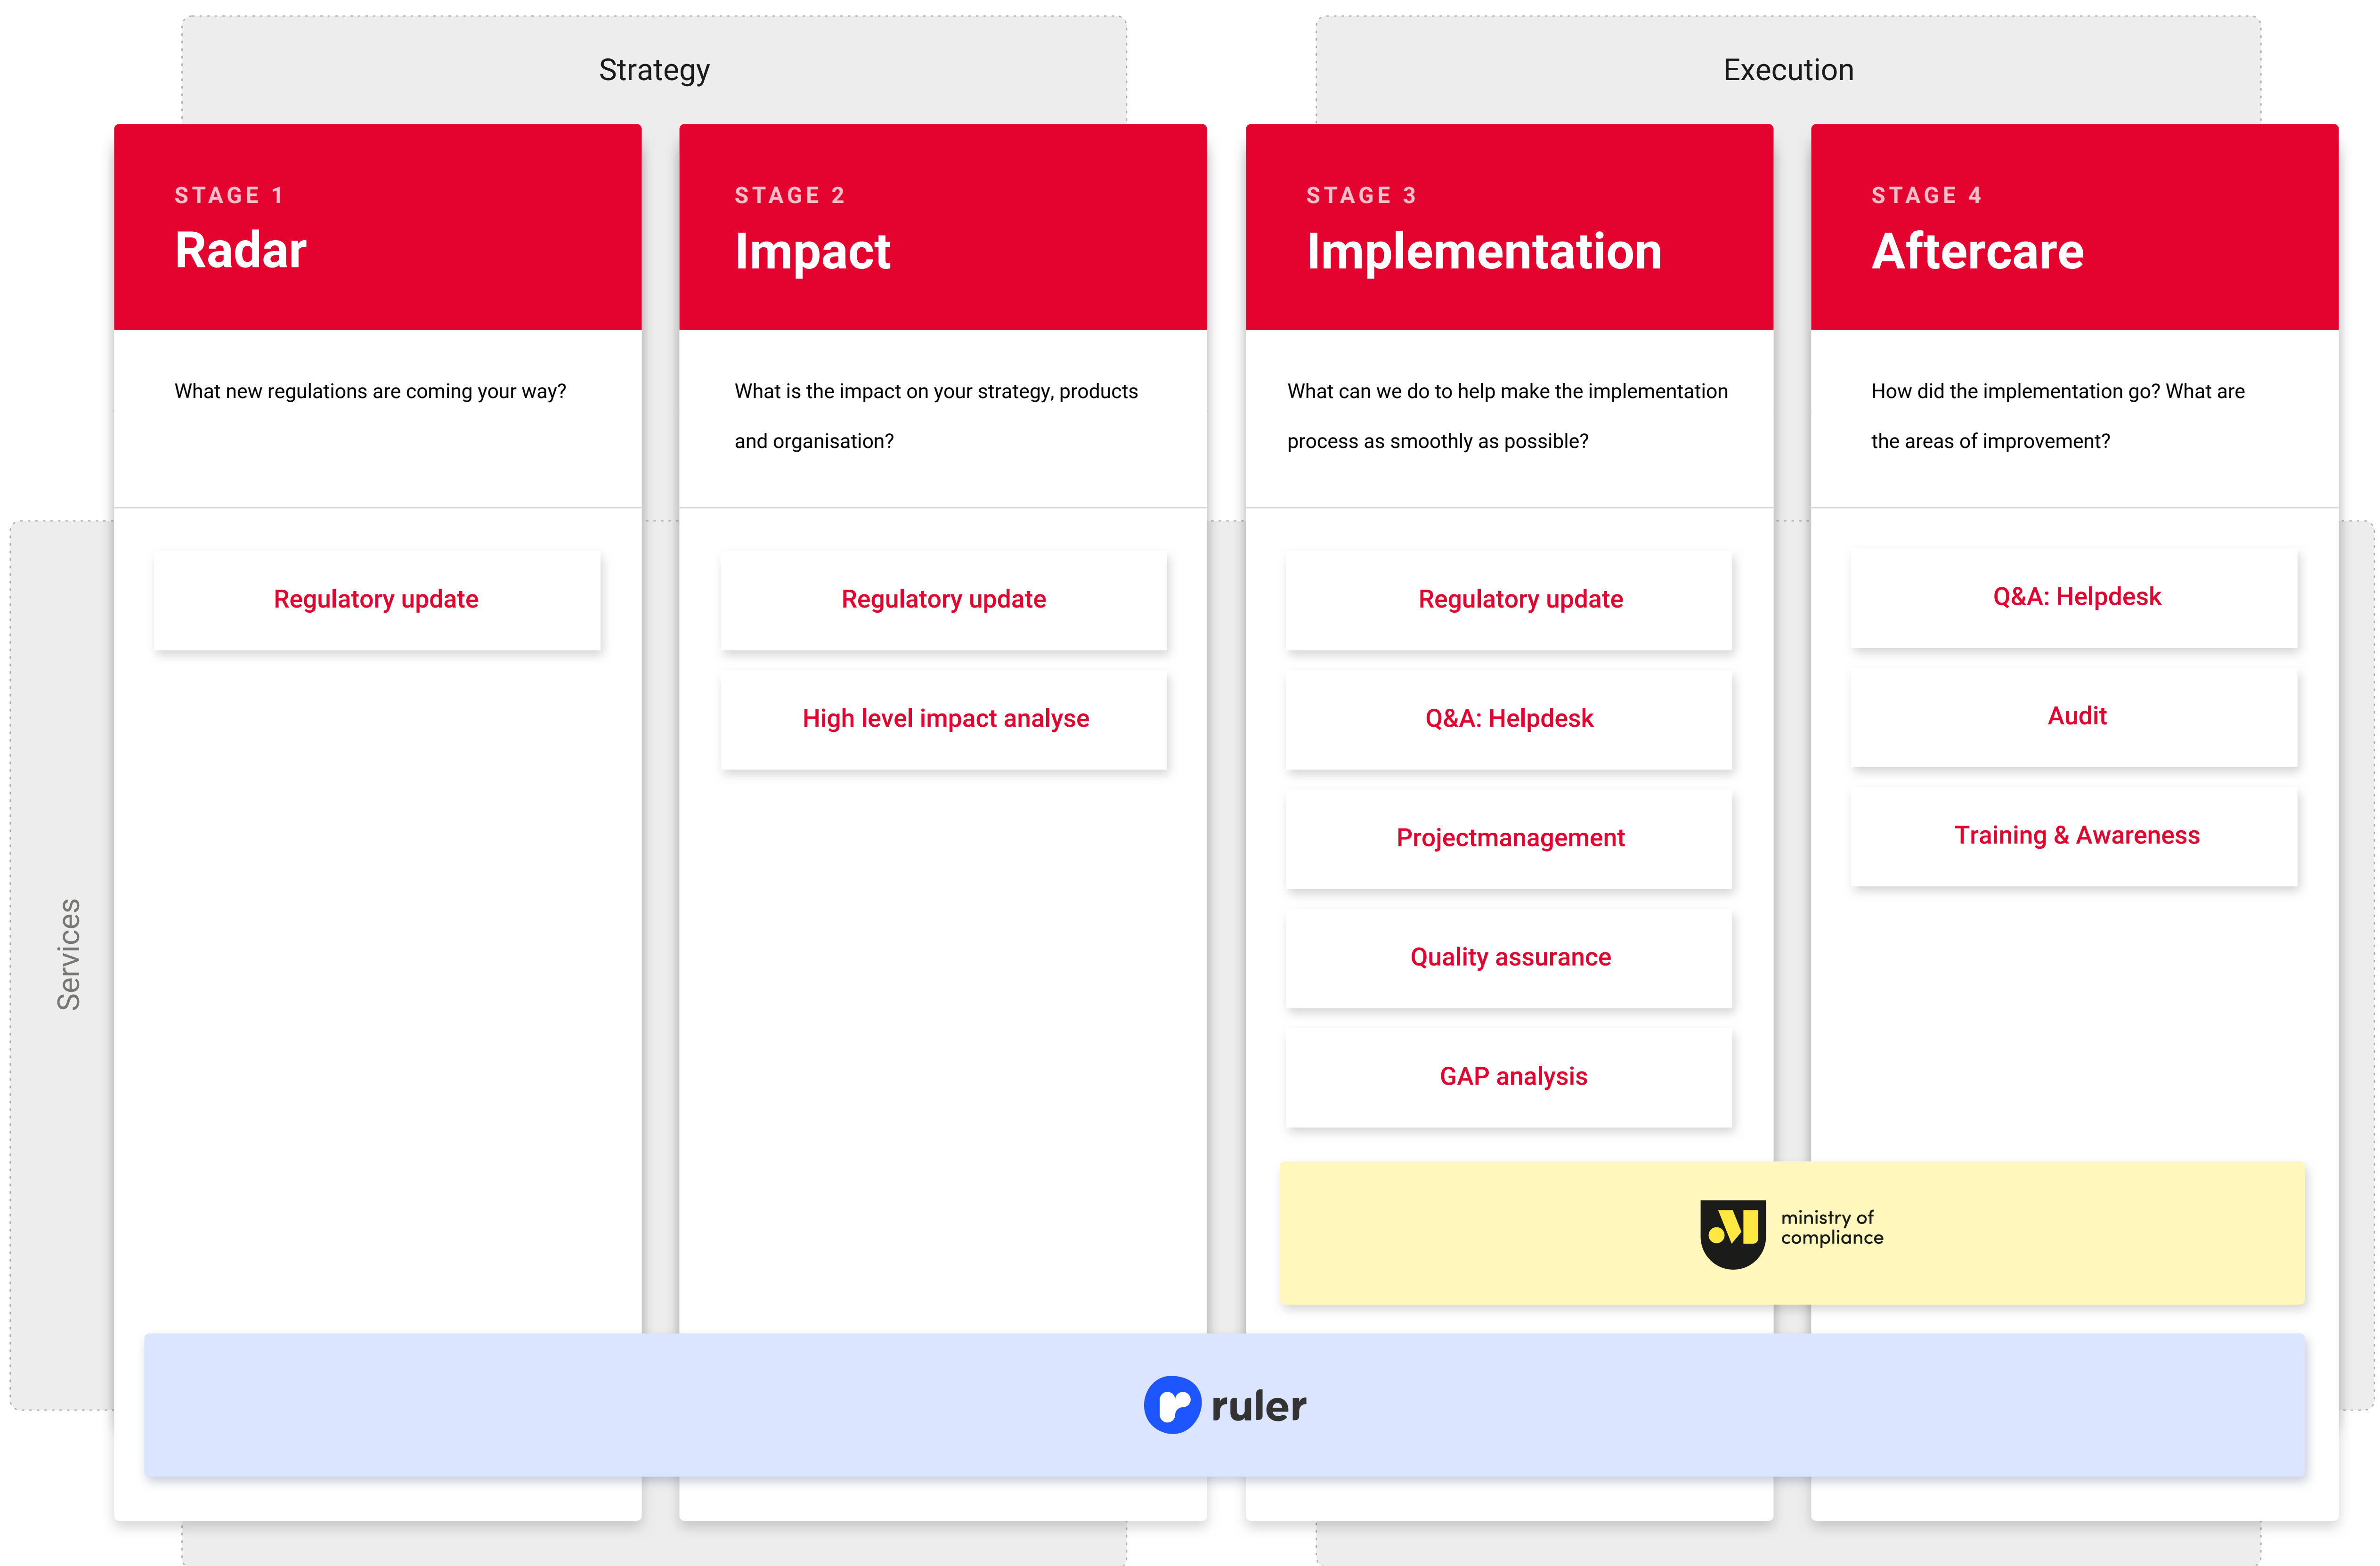 Strategy
Execution
STAGE 1
Radar
What new regulations are coming your way?
Regulatory update
STAGE 2
Impact
What is the impact on your strategy, products
and organisation?
Regulatory update
High level impact analyse
STAGE 3
Implementation
What can we do to help make the implementation
process as smoothly as possible?
Regulatory update
Q&A: Helpdesk
Projectmanagement
Quality assurance
GAP analysis
STAGE 4
Aftercare
How did the implementation go? What are
the areas of improvement?
Q&A: Helpdesk
Audit
Training & Awareness
Services
ministry of
compliance
ruler